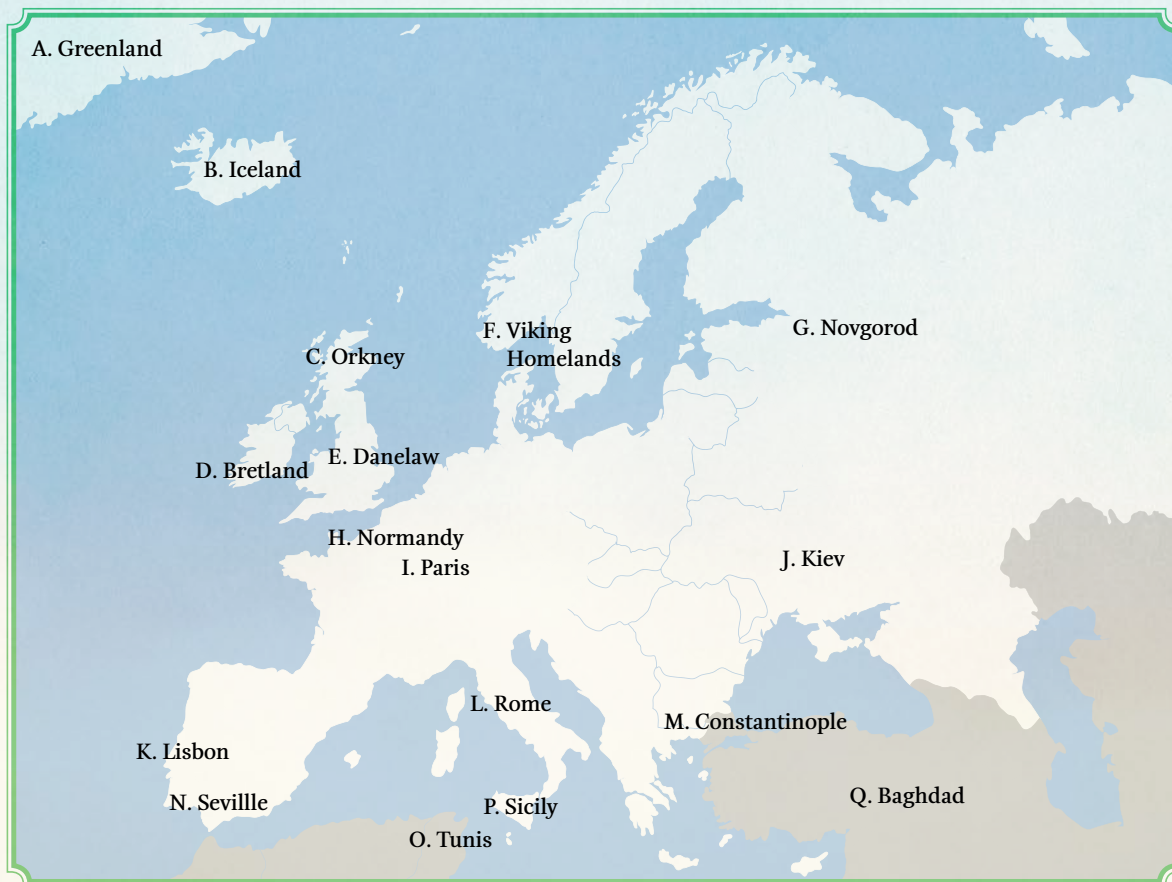 A. Greenland
B. Iceland
F. Viking
Homelands
G. Novgorod
C. Orkney
E. Danelaw
D. Bretland
H. Normandy
I. Paris
J. Kiev
L. Rome
M. Constantinople
K. Lisbon
N. Sevillle
P. Sicily
Q. Baghdad
O. Tunis